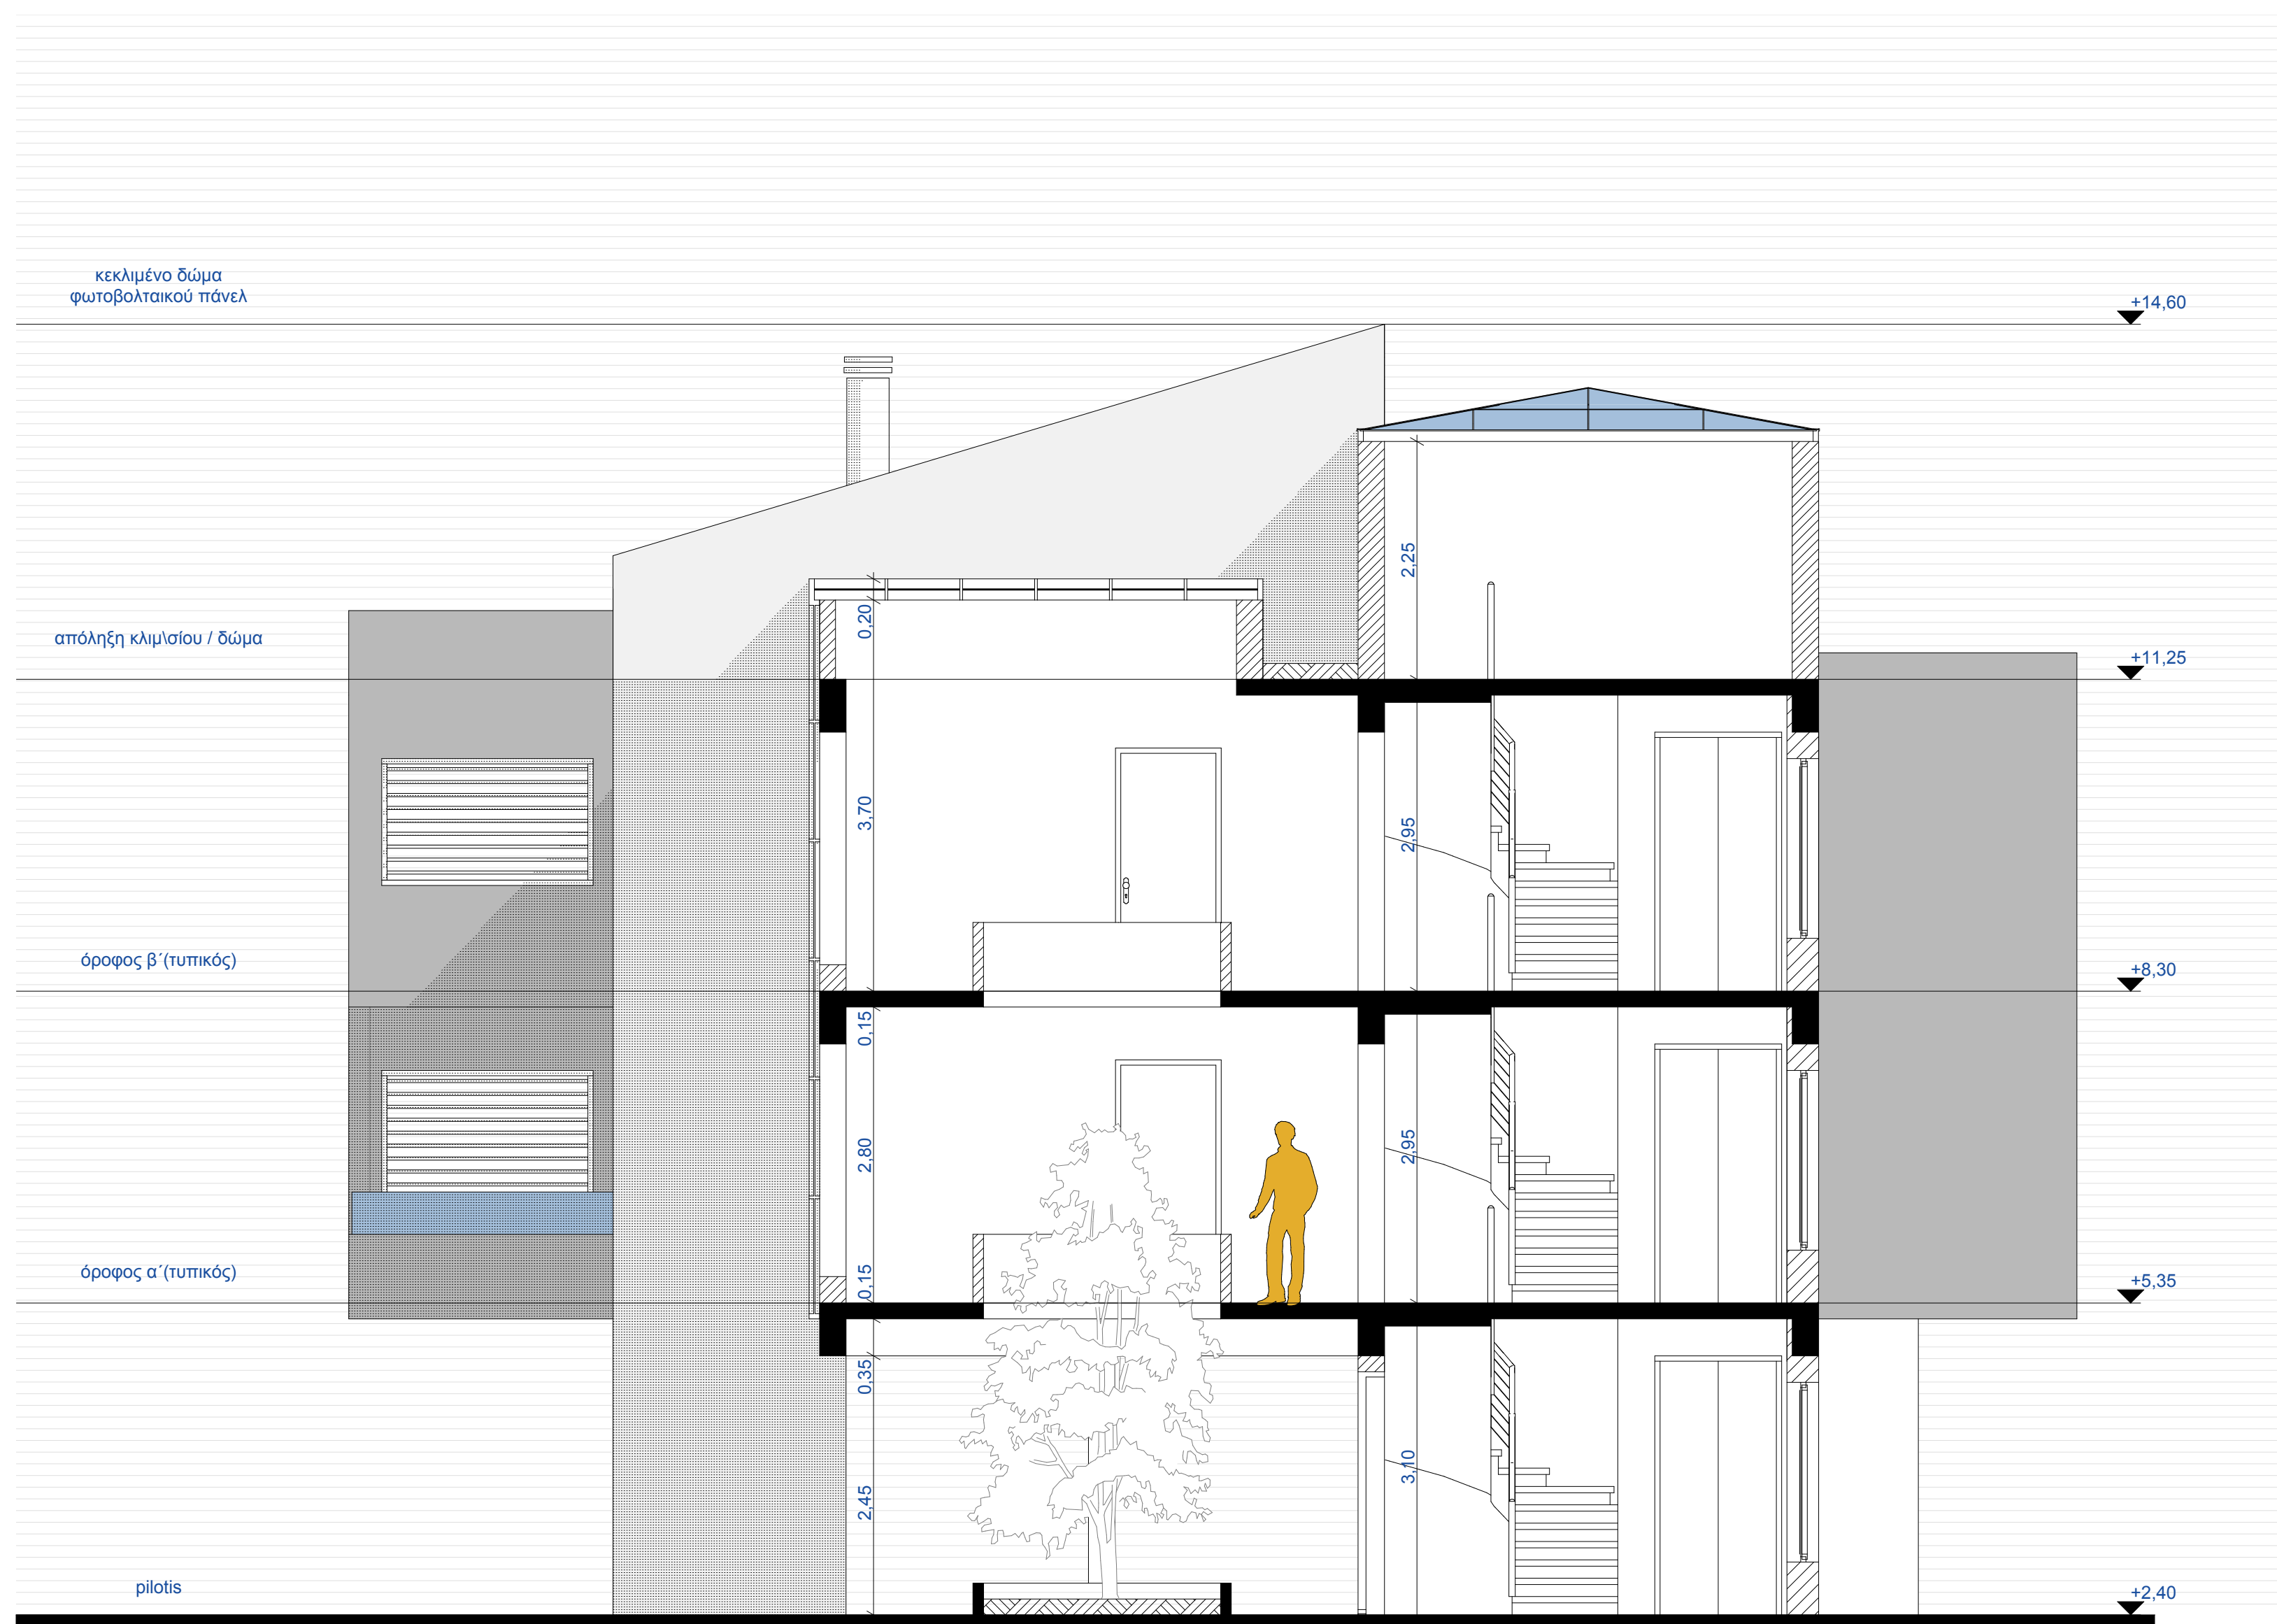 κεκλιμένο δώμα
φωτοβολταικού πάνελ
+14,60
2,25
0,20
απόληξη κλιμ\σίου / δώμα
+11,25
3,70
2,95
όροφος β΄(τυπικός)
+8,30
0,15
2,80
2,95
όροφος α΄(τυπικός)
0,15
+5,35
0,35
2,45
3,10
pilotis
+2,40